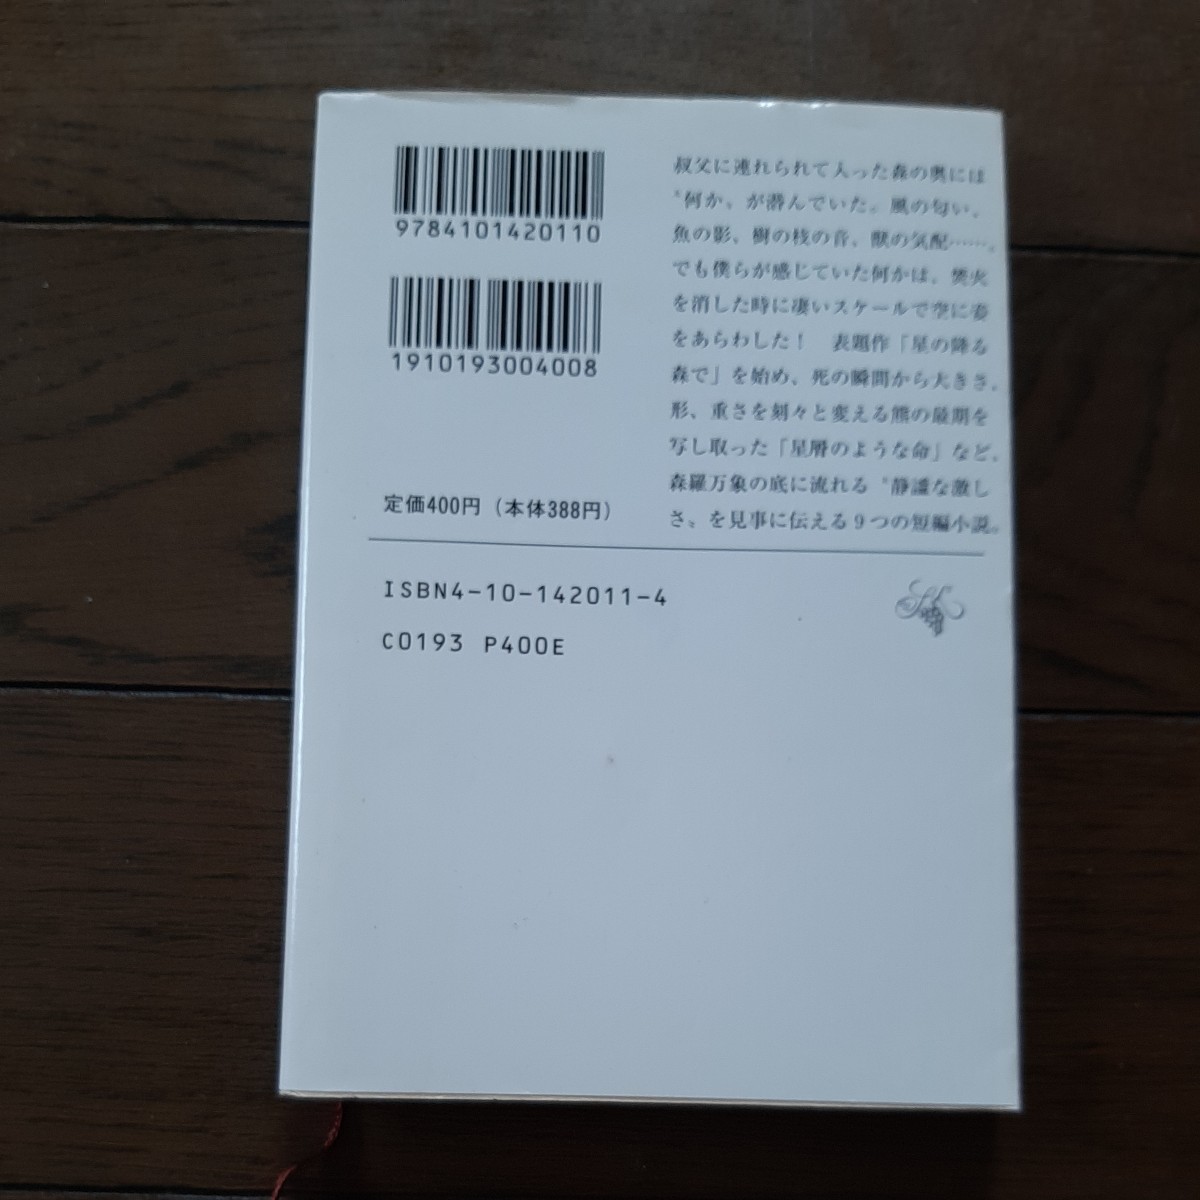 9784101420110
1910193004008
定価400円（本体388円）
叔父に連れられて入った森の奥には
〝何か〟が潜んでいた。風の匂い、
魚の影、樹の枝の音、獣の気配……。
でも僕らが感じていた何かは、焚火
を消した時に凄いスケールで空に姿
をあらわした！　表題作「星の降る
森で」を始め、死の瞬間から大きさ、
形、重さを刻々と変える熊の最期を
写し取った「星暦のような命」など、
森羅万象の底に流れる〝静謐な激し
さ〟を見事に伝える９つの短編小説。
ISBN4-10-142011-4
C0193 P400E